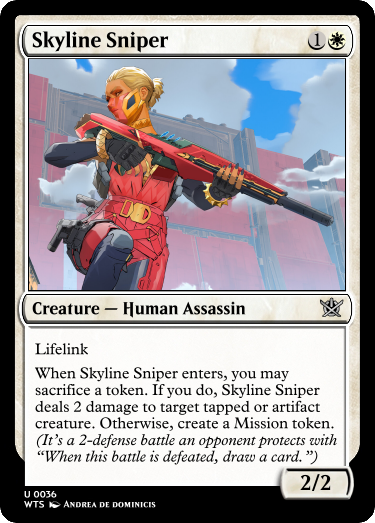 Skyline Sniper 1
Creature — Human Assassin
Lifelink
When Skyline Sniper enters, you may
sacrifice a token. If you do, Skyline Sniper
deals 2 damage to target tapped or artifact
creature. Otherwise, create a Mission token.
(It's a 2-defense battle an opponent protects with
“When this battle is defeated, draw a card.”)
2/2
U 0036
WTS ANDREA DE DOMINICIS